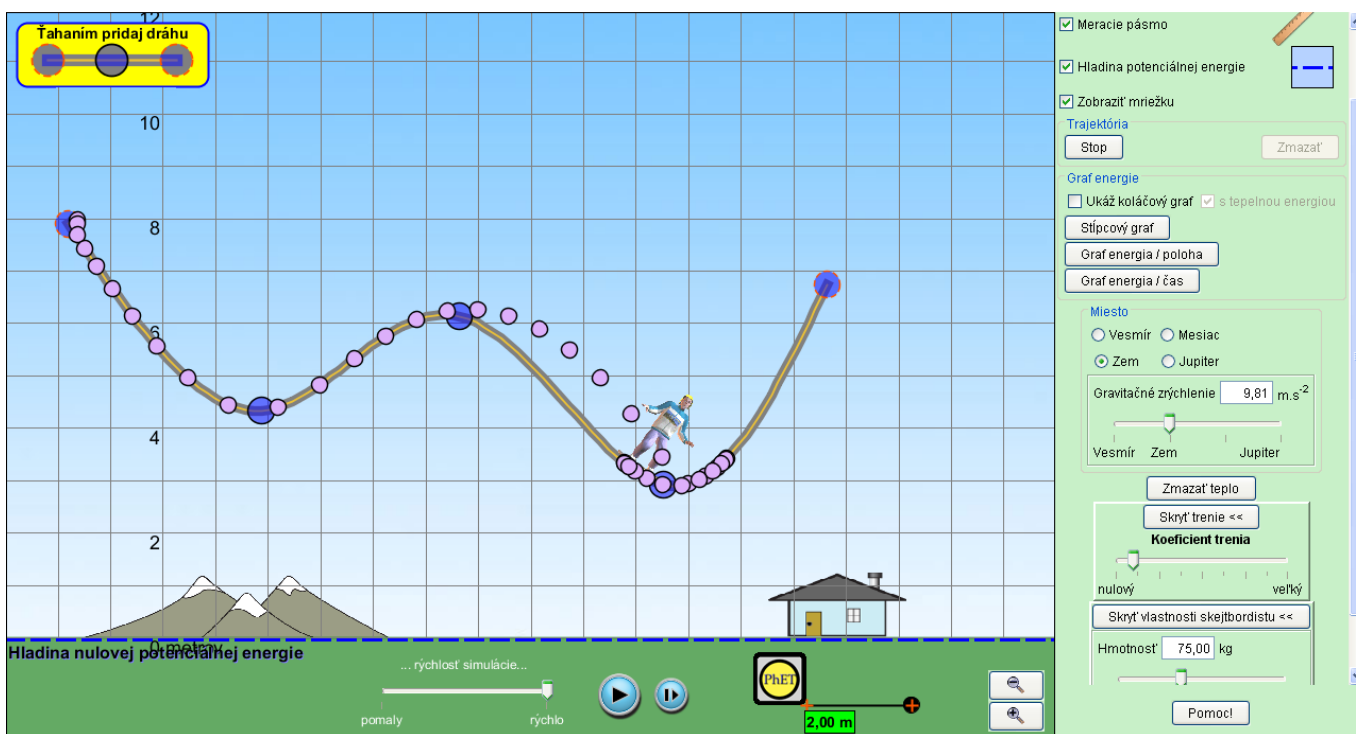 12
Ťahaním pridaj dráhu
10
8
6
4
2
0 metrov
Hladina nulovej potenciálnej energie
... rýchlosť simulácie...
pomaly rýchlo
PhET
2,00 m
Meracie pásmo
Hladina potenciálnej energie
Zobraziť mriežku
Trajektória
Stop Zmazať
Graf energie
Ukáž koláčový graf s tepelnou energiou
Stĺpcový graf
Graf energia / poloha
Graf energia / čas
Miesto
Vesmír Mesiac
Zem Jupiter
Gravitačné zrýchlenie 9,81 m.s-2
Vesmír Zem Jupiter
Zmazať teplo
Skryť trenie <<
Koeficient trenia
nulový veľký
Skryť vlastnosti skejtbordistu <<
Hmotnosť 75,00 kg
Pomoc!